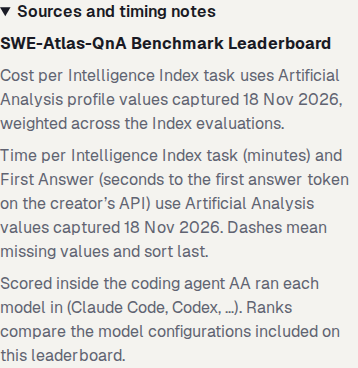 ▼ Sources and timing notes
SWE-Atlas-QnA Benchmark Leaderboard
Cost per Intelligence Index task uses Artificial
Analysis profile values captured 18 Nov 2026,
weighted across the Index evaluations.
Time per Intelligence Index task (minutes) and
First Answer (seconds to the first answer token
on the creator’s API) use Artificial Analysis
values captured 18 Nov 2026. Dashes mean
missing values and sort last.
Scored inside the coding agent AA ran each
model in (Claude Code, Codex, …). Ranks
compare the model configurations included on
this leaderboard.